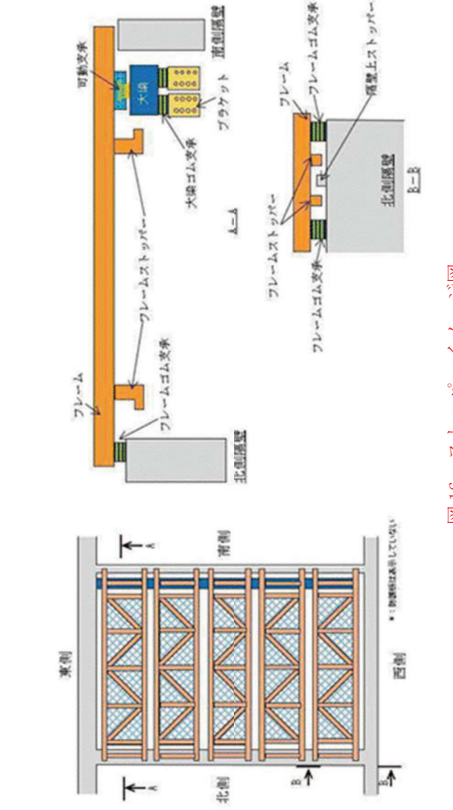 東側
A
A
南側
北側
西側
B
B
＊：防護板は表示していない
フレーム
フレームストッパー
フレームゴム支承
北側隔壁
可動支承
大梁
南側隔壁
ブラケット
大梁ゴム支承
A－A
フレーム
フレームゴム支承
隔壁上ストッパー
フレームストッパー
フレームゴム支承
北側隔壁
B－B